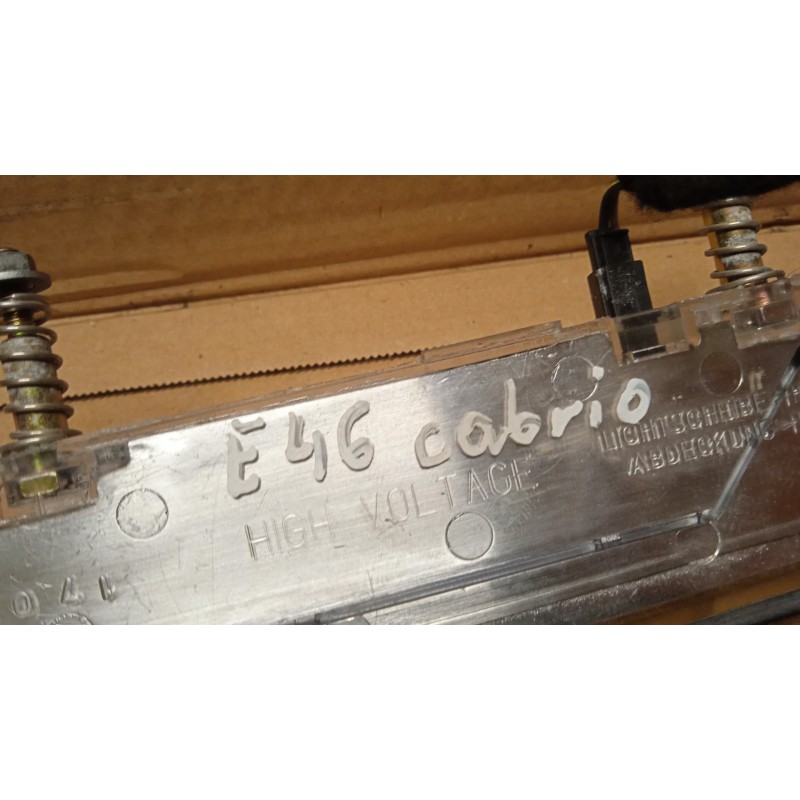 E46 cabrio
HIGH VOLTAGE
LICHTSCHEIBE
ABDECKUNG